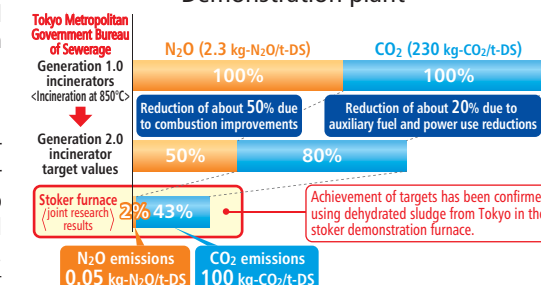 Demonstration plant
Tokyo Metropolitan
Government Bureau
of Sewerage
N2O (2.3 kg-N2O/t-DS)
CO2 (230 kg-CO2/t-DS)
Generation 1.0
incinerators
<Incineration at 850°C>
100%
100%
Reduction of about 50% due
to combustion improvements
Reduction of about 20% due to
auxiliary fuel and power use reductions
Generation 2.0
incinerator
target values
50%
80%
Stoker furnace
〈joint research
results〉
2%
43%
Achievement of targets has been confirme
using dehydrated sludge from Tokyo in the
stoker demonstration furnace.
N2O emissions
0.05 kg-N2O/t-DS
CO2 emissions
100 kg-CO2/t-DS